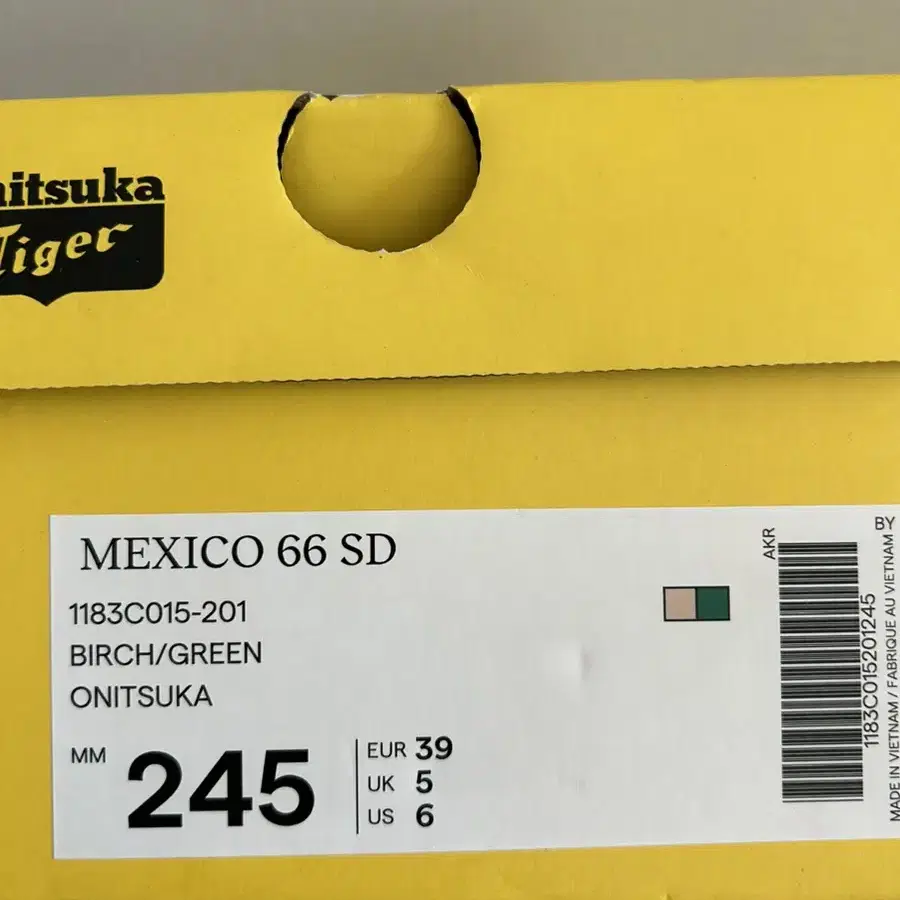 nitsuka
Tiger
MEXICO 66 SD
1183C015-201
BIRCH/GREEN
ONITSUKA
MM 245
EUR 39
UK 5
US 6
AKR
1183C015201245
BY
MADE IN VIETNAM / FABRIQUE AU VIETNAM